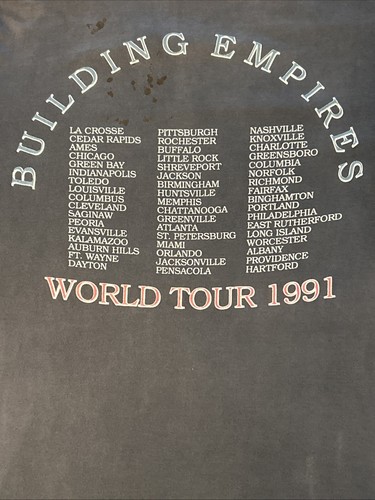 BUILDING EMPIRES
LA CROSSE
CEDAR RAPIDS
AMES
CHICAGO
GREEN BAY
INDIANAPOLIS
TOLEDO
LOUISVILLE
COLUMBUS
CLEVELAND
SAGINAW
PEORIA
EVANSVILLE
KALAMAZOO
AUBURN HILLS
FT. WAYNE
DAYTON
PITTSBURGH
ROCHESTER
BUFFALO
LITTLE ROCK
SHREVEPORT
JACKSON
BIRMINGHAM
HUNTSVILLE
MEMPHIS
CHATTANOOGA
GREENVILLE
ATLANTA
ST. PETERSBURG
MIAMI
ORLANDO
JACKSONVILLE
PENSACOLA
NASHVILLE
KNOXVILLE
CHARLOTTE
GREENSBORO
COLUMBIA
NORFOLK
RICHMOND
FAIRFAX
BINGHAMTON
PORTLAND
PHILADELPHIA
EAST RUTHERFORD
LONG ISLAND
WORCESTER
ALBANY
PROVIDENCE
HARTFORD
WORLD TOUR 1991